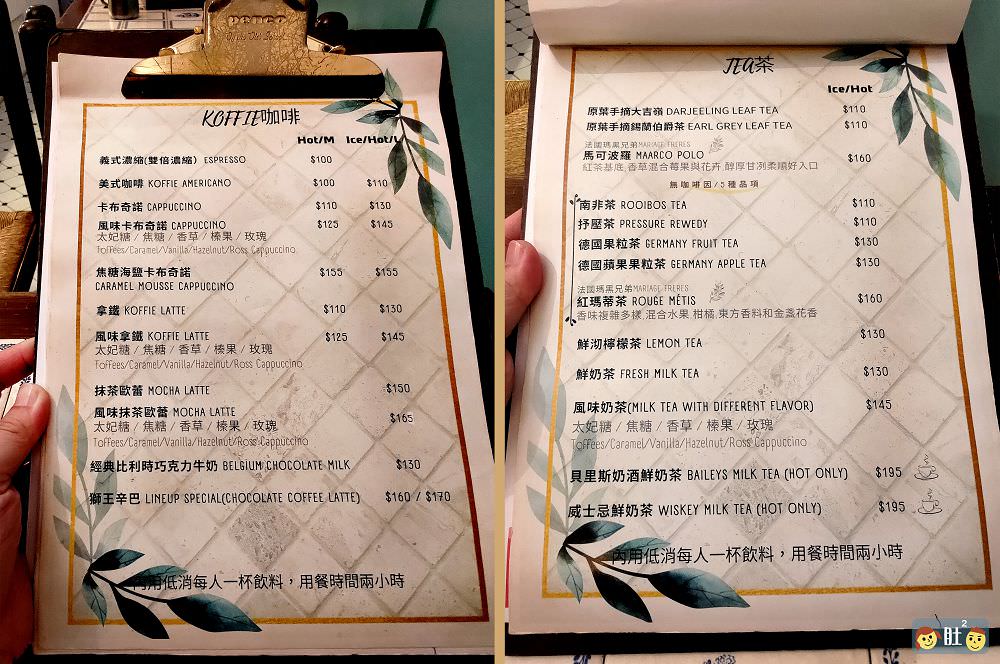 KOFFIE咖啡
Hot/M Ice/Hot/L
義式濃縮(雙倍濃縮) ESPRESSO $100
美式咖啡 KOFFIE AMERICANO $100 $110
卡布奇諾 CAPPUCCINO $110 $130
風味卡布奇諾 CAPPUCCINO $125 $145
太妃糖 / 焦糖 / 香草 / 榛果 / 玫瑰
Toffees/Caramel/Vanilla/Hazelnut/Ross Cappuccino
焦糖海鹽卡布奇諾 $155 $155
CARAMEL MOUSSE CAPPUCCINO
拿鐵 KOFFIE LATTE $110 $130
風味拿鐵 KOFFIE LATTE $125 $145
太妃糖 / 焦糖 / 香草 / 榛果 / 玫瑰
Toffees/Caramel/Vanilla/Hazelnut/Ross Cappuccino
抹茶歐蕾 MOCHA LATTE $150
風味抹茶歐蕾 MOCHA LATTE $165
太妃糖 / 焦糖 / 香草 / 榛果 / 玫瑰
Toffees/Caramel/Vanilla/Hazelnut/Ross Cappuccino
經典比利時巧克力牛奶 BELGIUM CHOCOLATE MILK $130
獅王辛巴 LINEUP SPECIAL(CHOCOLATE COFFEE LATTE) $160 / $170
內用低消每人一杯飲料，用餐時間兩小時
TEA茶
Ice/Hot
原葉手摘大吉嶺 DARJEELING LEAF TEA $110
原葉手摘錫蘭伯爵茶 EARL GREY LEAF TEA $110
法國瑪黑兄弟MARIAGE FRERES
馬可波羅 MAARCO POLO $160
紅茶基底,香草混合莓果與花卉,醇厚甘冽柔順好入口
無咖啡因/5種品項
南非茶 ROOIBOS TEA $110
抒壓茶 PRESSURE REWEDY $110
德國果粒茶 GERMANY FRUIT TEA $130
德國蘋果果粒茶 GERMANY APPLE TEA $130
法國瑪黑兄弟MARIAGE FRERES
紅瑪蒂茶 ROUGE MÊTIS $160
香味複雜多樣 混合水果 柑橘,東方香料和金盞花香
鮮沏檸檬茶 LEMON TEA $130
鮮奶茶 FRESH MILK TEA $130
風味奶茶(MILK TEA WITH DIFFERENT FLAVOR) $145
太妃糖 / 焦糖 / 香草 / 榛果 / 玫瑰
Toffees/Caramel/Vanilla/Hazelnut/Ross Cappuccino
貝里斯奶酒鮮奶茶 BAILEYS MILK TEA (HOT ONLY) $195
威士忌鮮奶茶 WISKEY MILK TEA (HOT ONLY) $195
內用低消每人一杯飲料，用餐時間兩小時
旺2